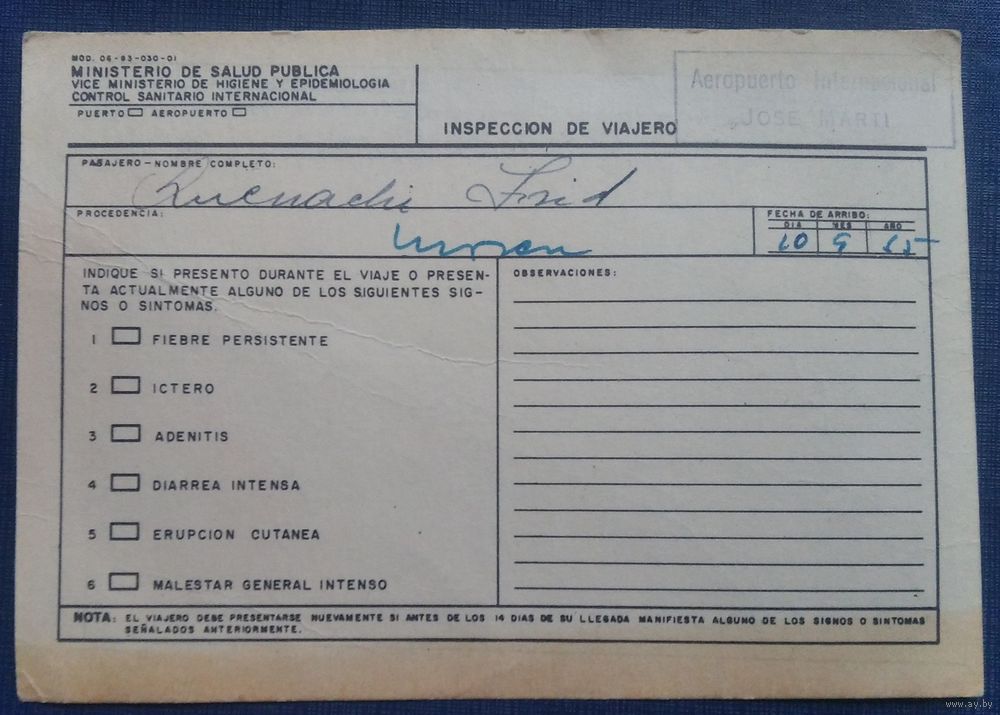 MOD. 06-93-030-01
MINISTERIO DE SALUD PUBLICA
VICE MINISTERIO DE HIGIENE Y EPIDEMIOLOGIA
CONTROL SANITARIO INTERNACIONAL
PUERTO AEROPUERTO
INSPECCION DE VIAJERO
Aeropuerto Internacional
JOSE MARTI
PASAJERO - NOMBRE COMPLETO:
PROCEDENCIA:
FECHA DE ARRIBO:
DIA MES AÑO
10 9
INDIQUE SI PRESENTO DURANTE EL VIAJE O PRESEN-
TA ACTUALMENTE ALGUNO DE LOS SIGUIENTES SIG-
NOS O SINTOMAS.
1 FIEBRE PERSISTENTE
2 ICTERO
3 ADENITIS
4 DIARREA INTENSA
5 ERUPCION CUTANEA
6 MALESTAR GENERAL INTENSO
OBSERVACIONES:
NOTA: EL VIAJERO DEBE PRESENTARSE NUEVAMENTE SI ANTES DE LOS 14 DIAS DE SU LLEGADA MANIFIESTA ALGUNO DE LOS SIGNOS O SINTOMAS
SEÑALADOS ANTERIORMENTE.
www.ay.by